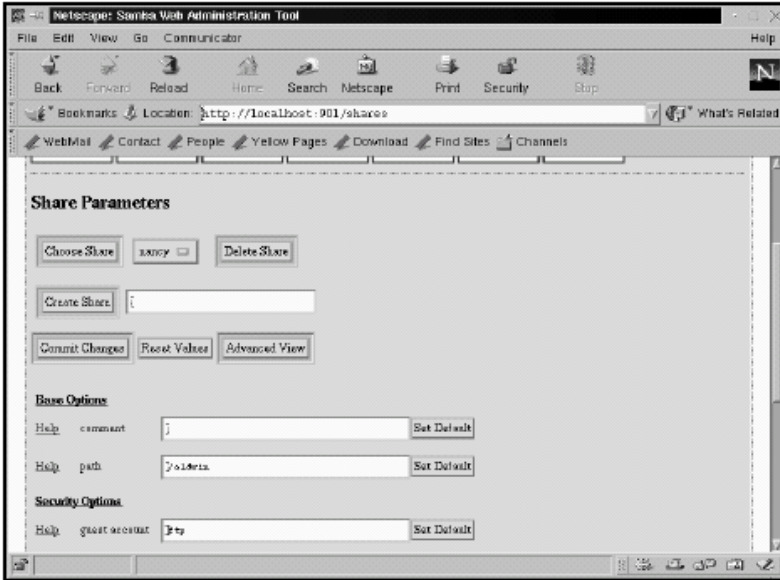 Netscape: Samba Web Administration Tool
File Edit View Go Communicator Help
Back Forward Reload Home Search Netscape Print Security Stop
N
Bookmarks Location: http://localhost:901/shares What's Related
WebMail Contact People Yellow Pages Download Find Sites Channels
Share Parameters
Choose Share nancy Delete Share
Create Share
Commit Changes Reset Values Advanced View
Base Options
Help comment Set Default
Help path Set Default
Security Options
Help guest account ftp Set Default